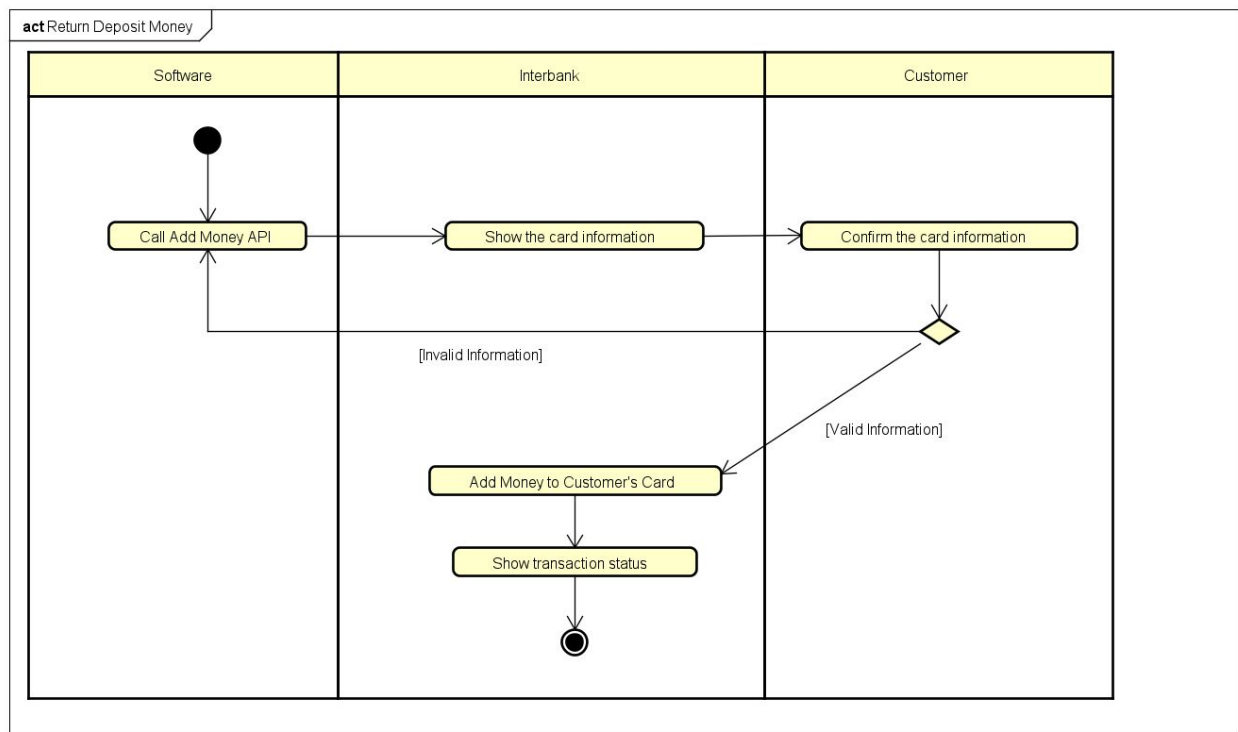 act Return Deposit Money
Software
Interbank
Customer
Call Add Money API
Show the card information
Confirm the card information
[Invalid Information]
[Valid Information]
Add Money to Customer's Card
Show transaction status